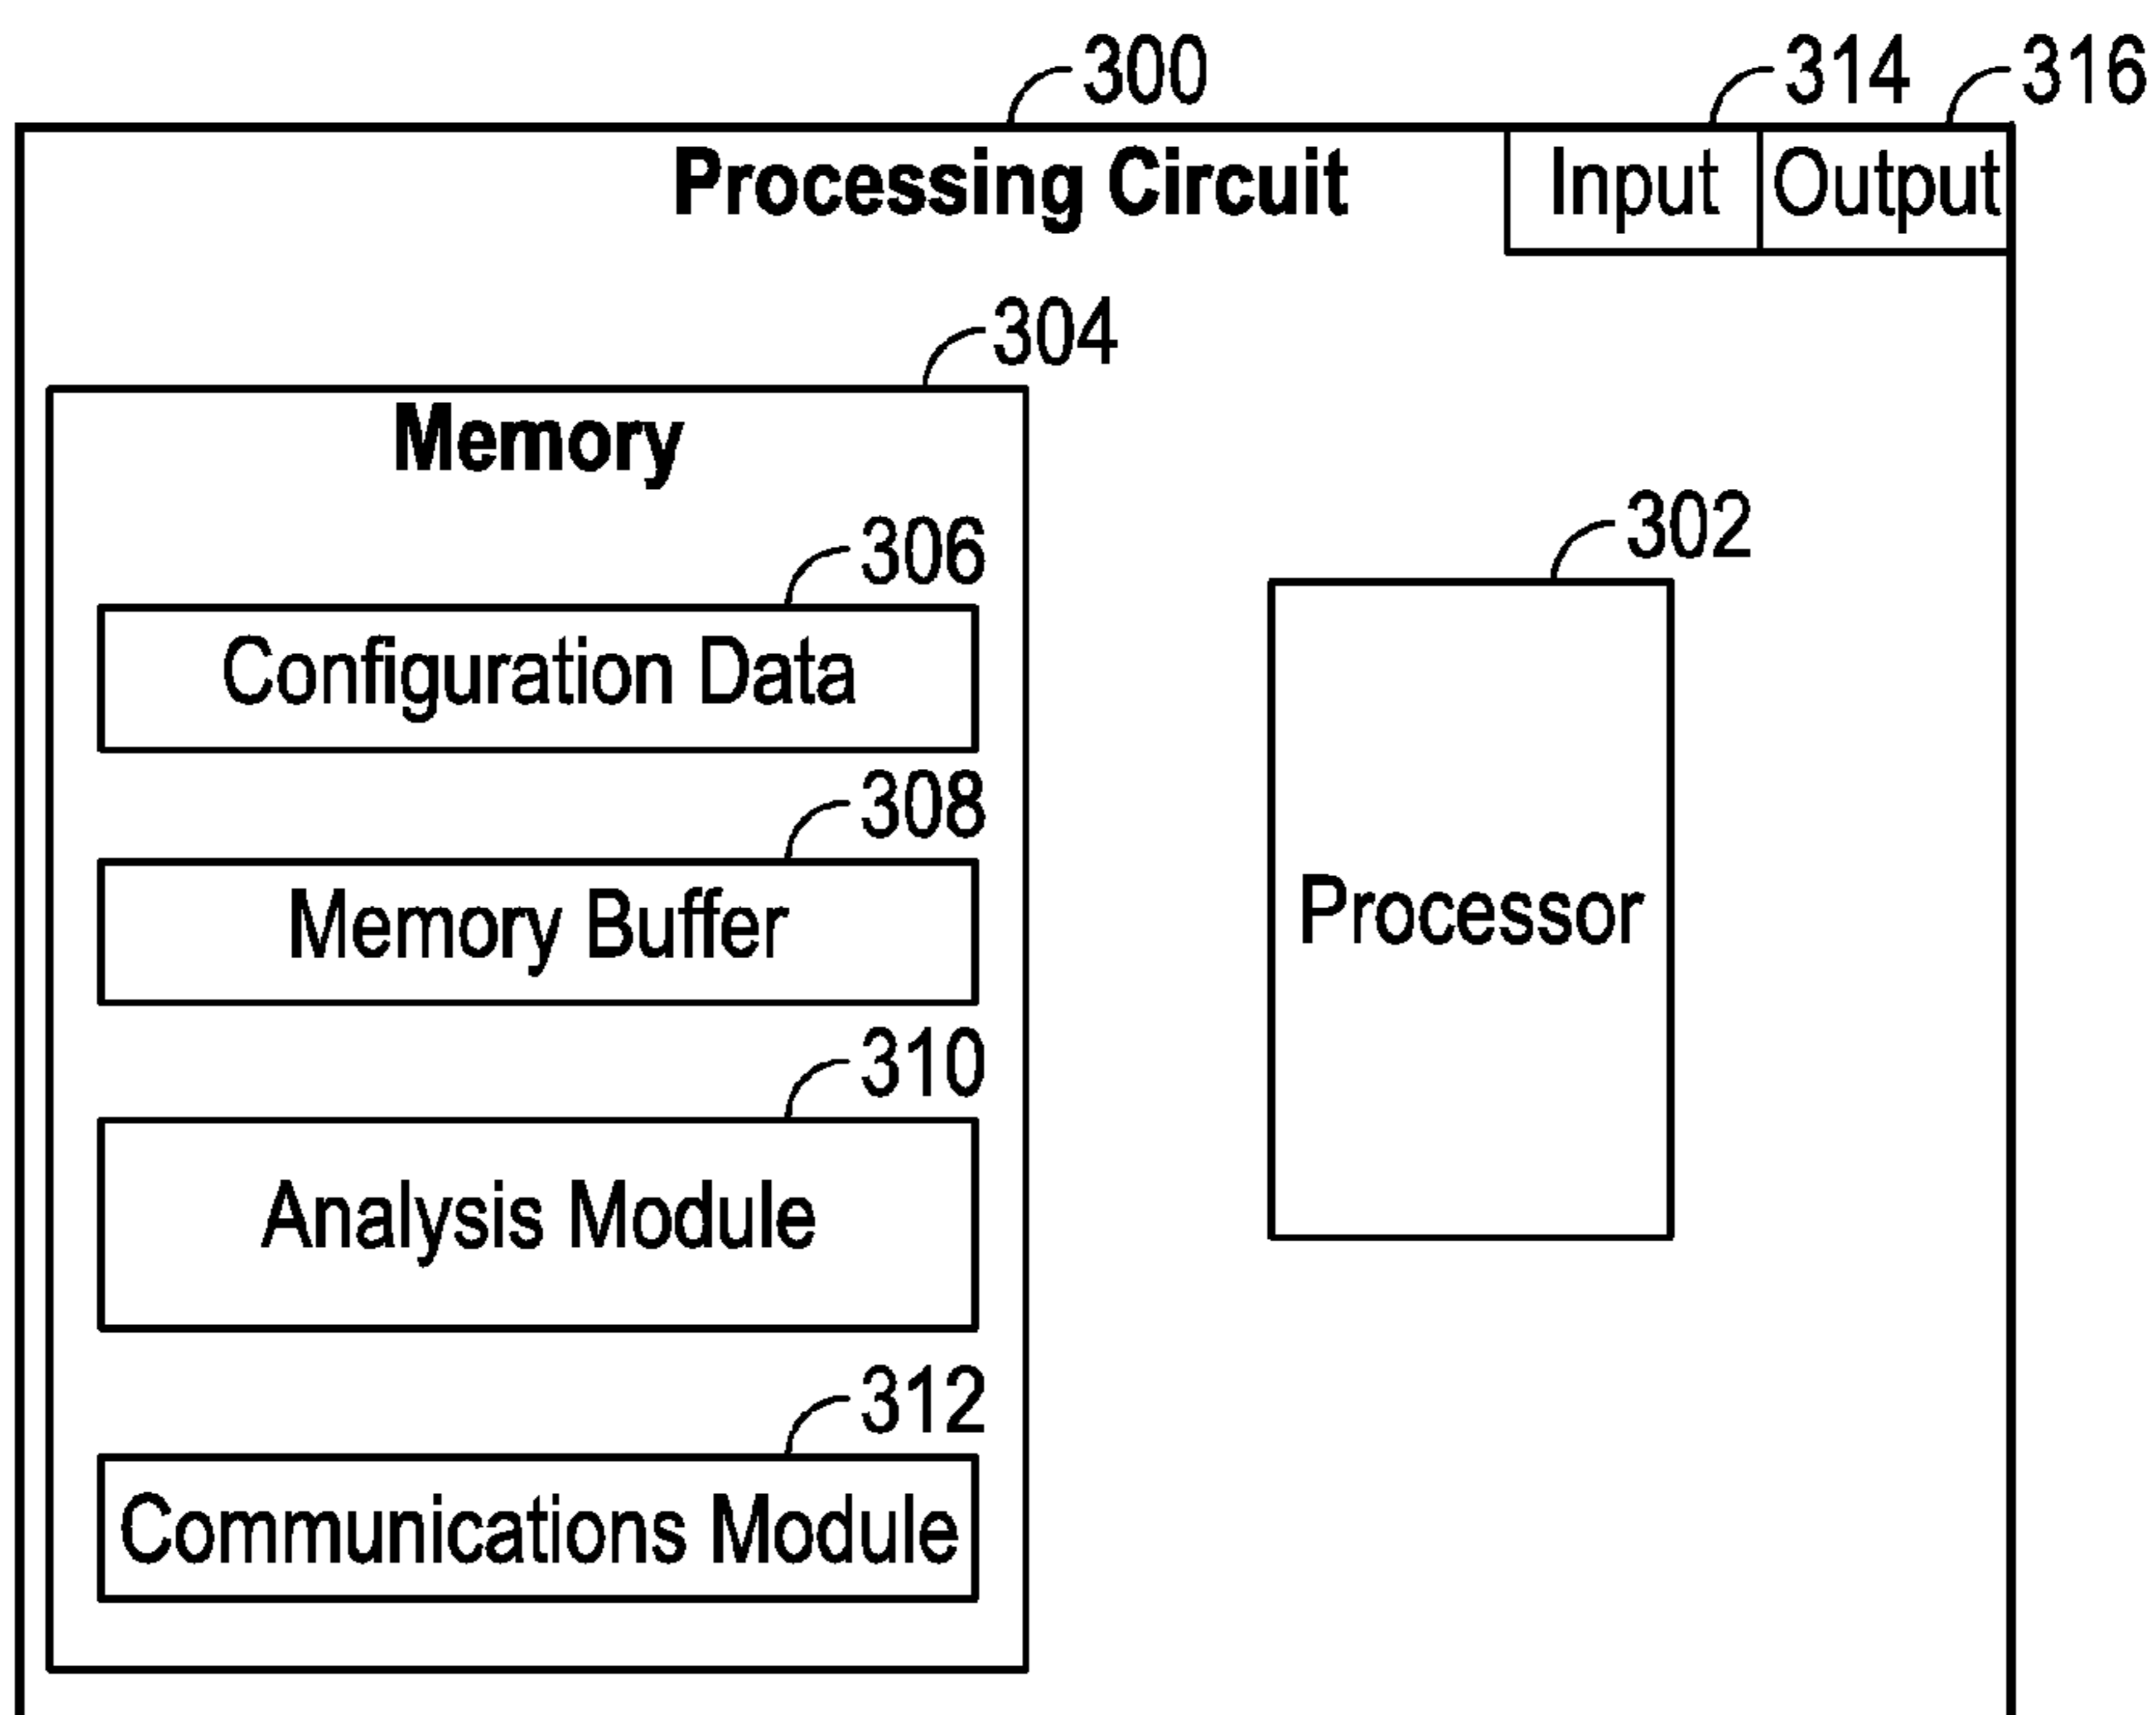 300
314
316
Processing Circuit
Input
Output
304
Memory
306
302
Configuration Data
308
Memory Buffer
Processor
310
Analysis Module
312
Communications Module